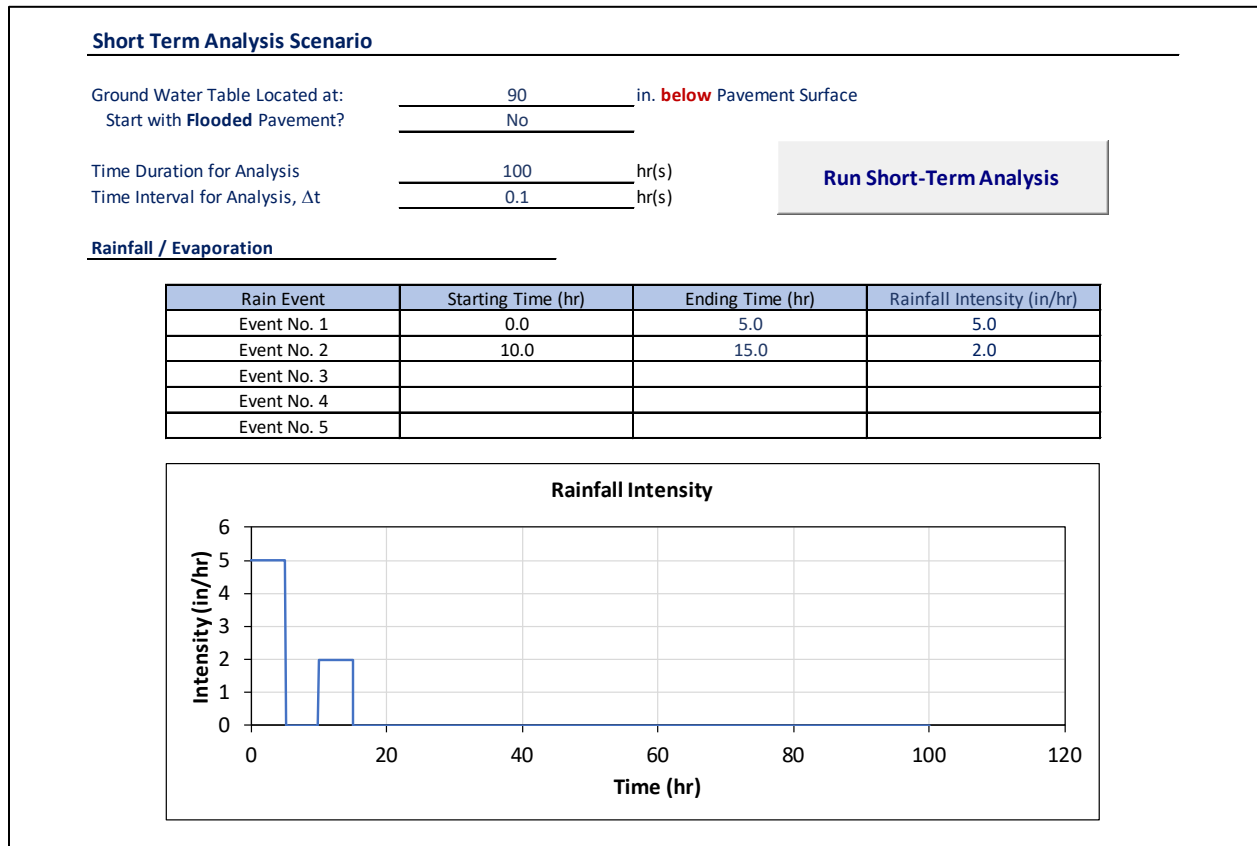 Short Term Analysis Scenario
Ground Water Table Located at: 90 in. below Pavement Surface
Start with Flooded Pavement? No
Time Duration for Analysis 100 hr(s)
Time Interval for Analysis, Δt 0.1 hr(s)
Run Short-Term Analysis
Rainfall / Evaporation
Rain Event Starting Time (hr) Ending Time (hr) Rainfall Intensity (in/hr)
Event No. 1 0.0 5.0 5.0
Event No. 2 10.0 15.0 2.0
Event No. 3
Event No. 4
Event No. 5
Rainfall Intensity
6
5
4
3
2
1
0
Intensity (in/hr)
0 20 40 60 80 100 120
Time (hr)